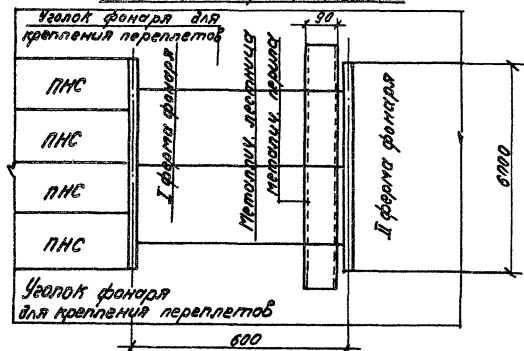 Уголок фонаря для
крепления переплетов
90
ПНС
ПНС
ПНС
ПНС
I ферма фонаря
Металлич. лестница
металлич. перила
II ферма фонаря
6000
Уголок фонаря
для крепления переплетов
600